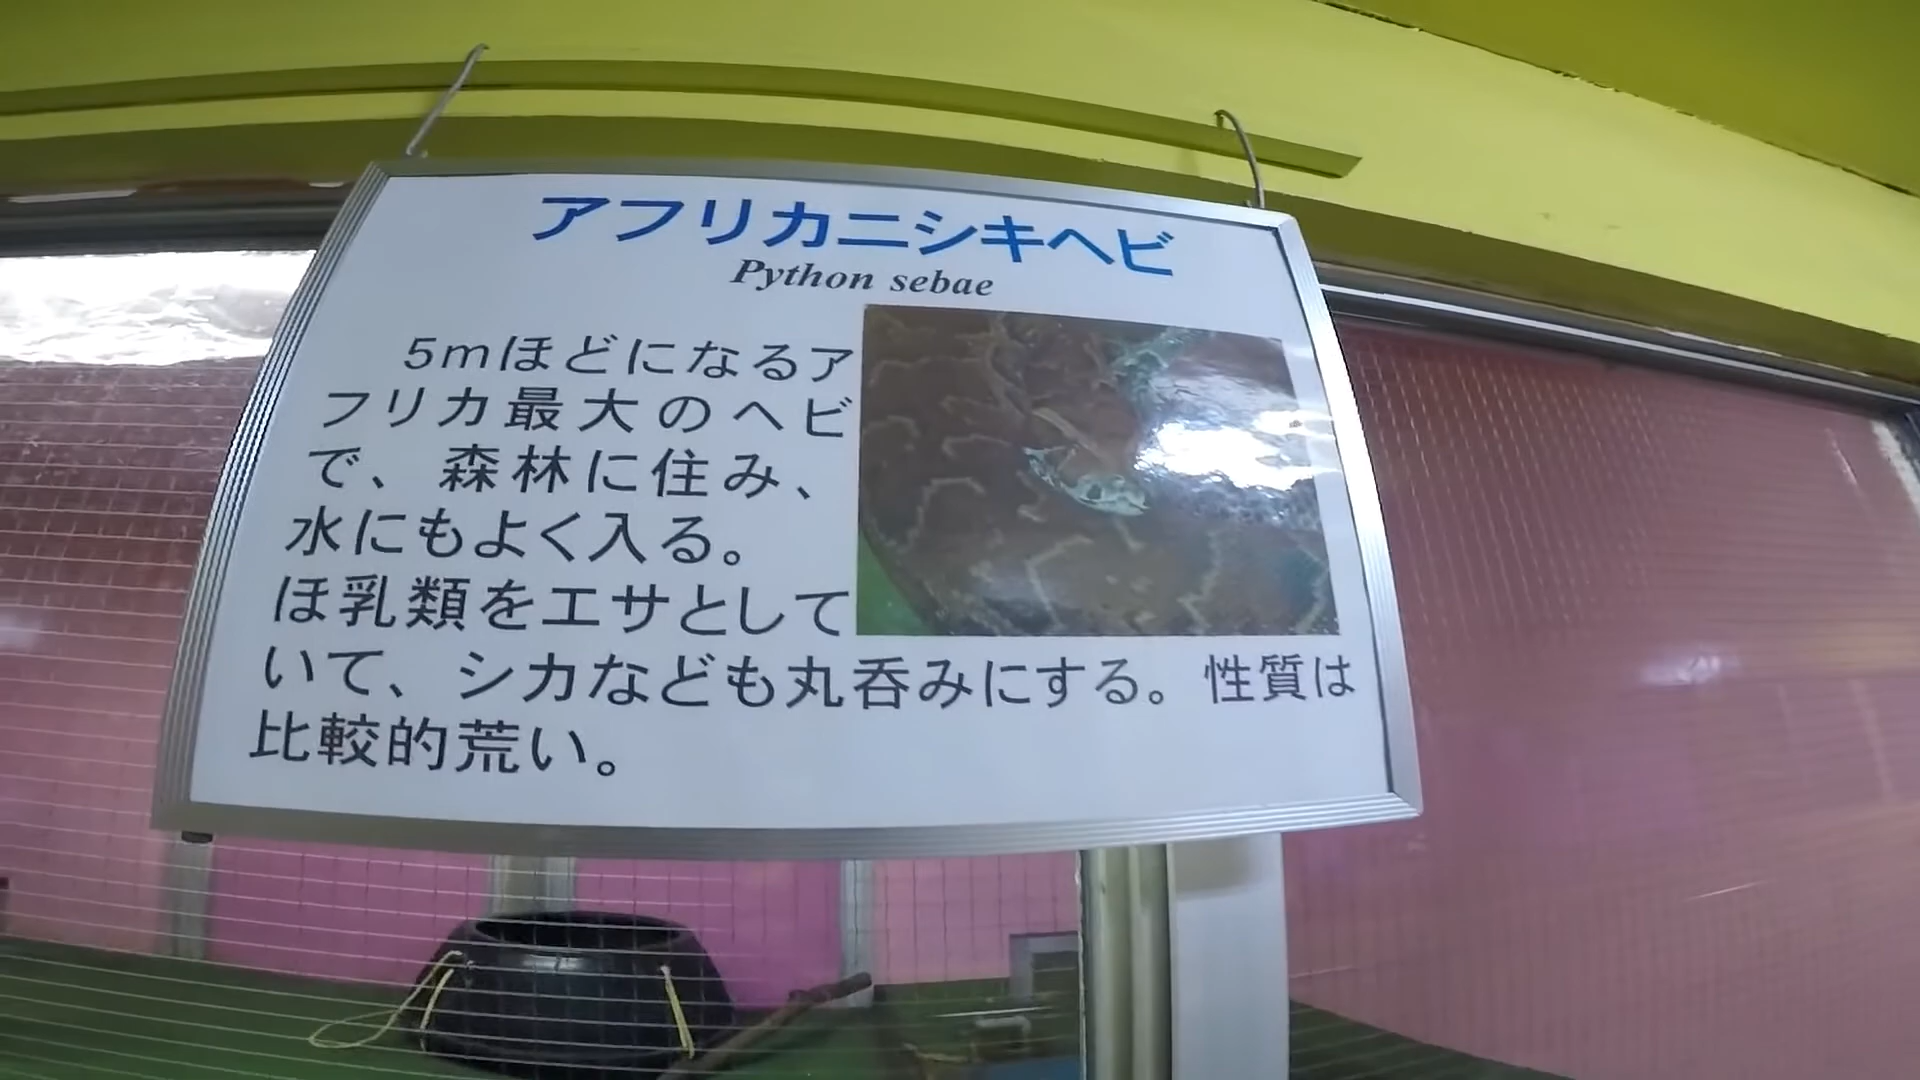 アフリカニシキヘビ
Python sebae
5mほどになるア
フリカ最大のヘビ
で、森林に住み、
水にもよく入る。
ほ乳類をエサとして
いて、シカなども丸呑みにする。性質は
比較的荒い。